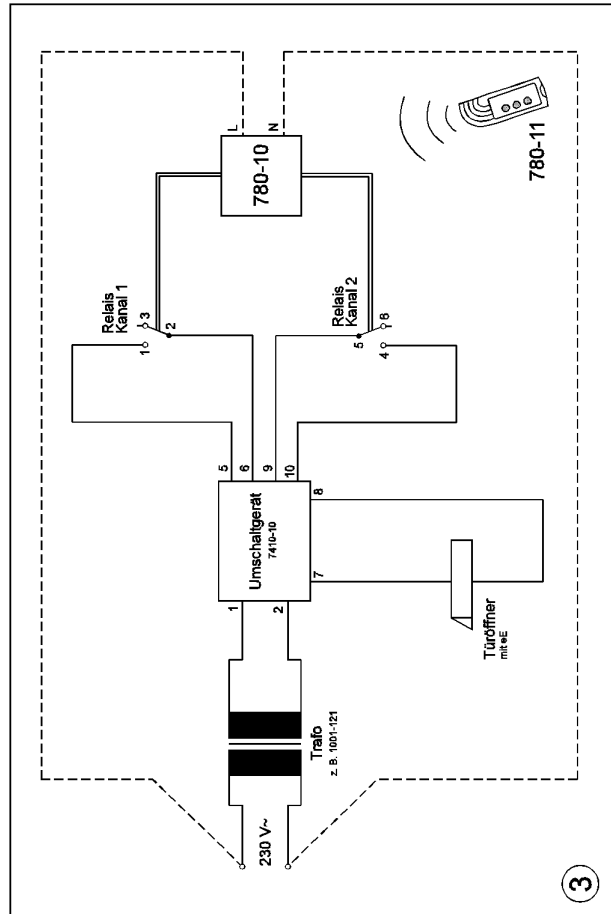 Relais
Kanal 1
1
3
2
230 V~
Trafo
z. B. 1001-121
1
2
Umschaltgerät
7410-10
5
6
9
10
7
8
L
N
780-10
Relais
Kanal 2
5
4
6
Türöffner
mit eE
780-11
3